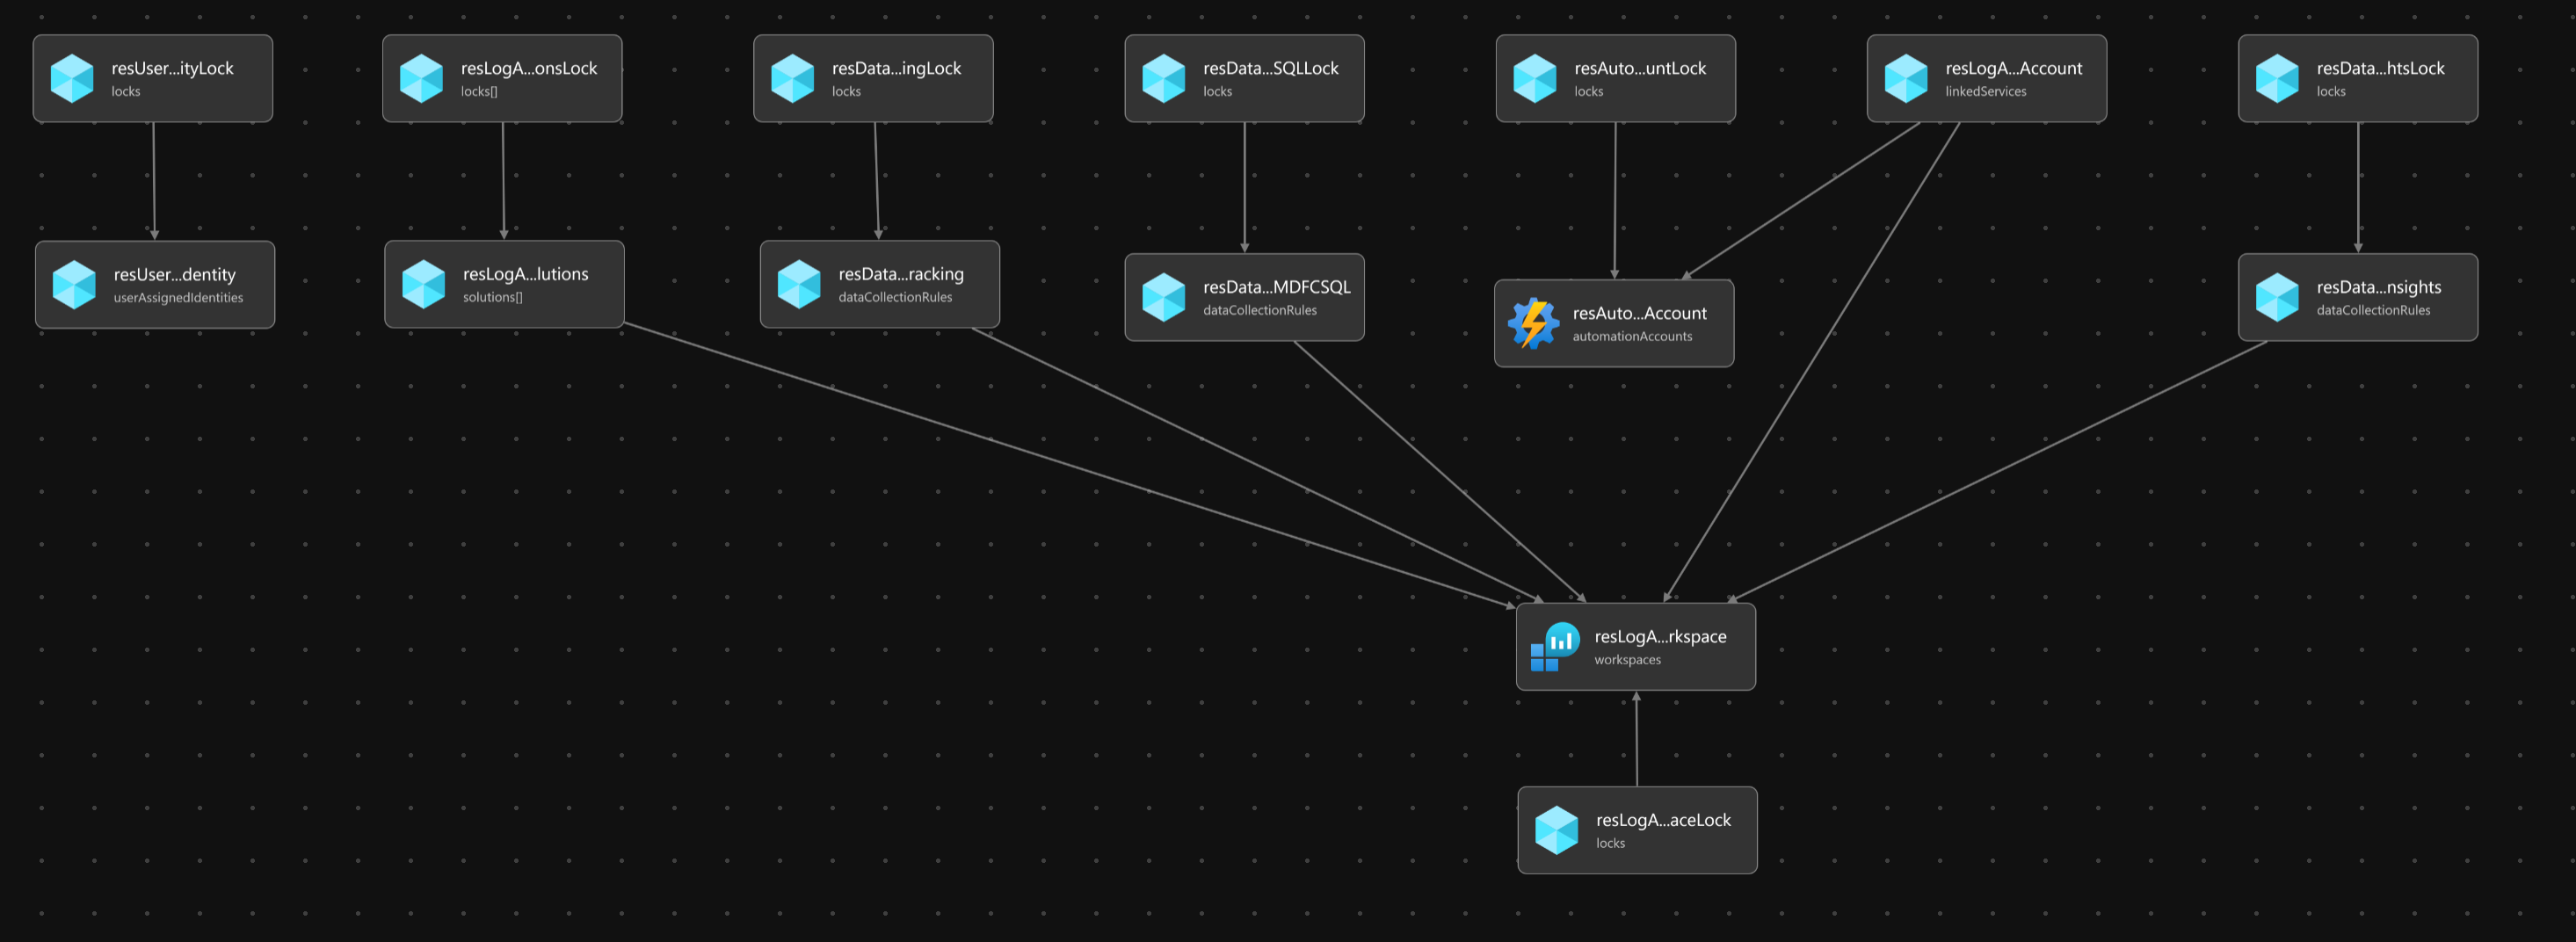 resUser...ityLock
locks
resLogA...onsLock
locks[]
resData...ingLock
locks
resData...SQLLock
locks
resAuto...untLock
locks
resLogA...Account
linkedServices
resData...htsLock
locks
resUser...dentity
userAssignedIdentities
resLogA...lutions
solutions[]
resData...racking
dataCollectionRules
resData...MDFCSQL
dataCollectionRules
resAuto...Account
automationAccounts
resData...nsights
dataCollectionRules
resLogA...rkspace
workspaces
resLogA...aceLock
locks